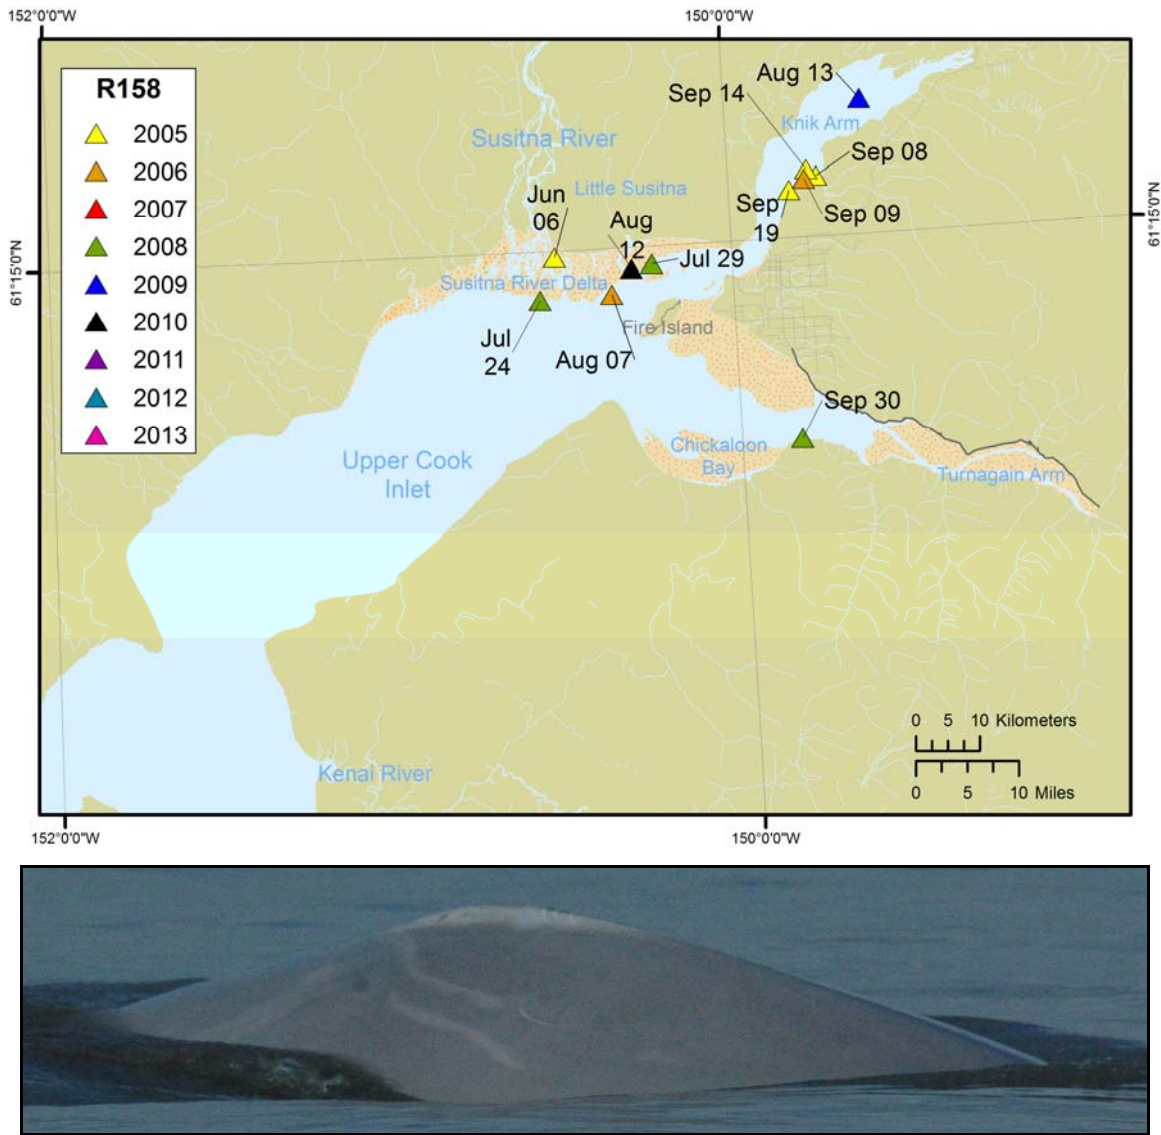 152°0'0"W
150°0'0"W
R158
2005
2006
2007
2008
2009
2010
2011
2012
2013
Aug 13
Sep 14
Knik Arm
Susitna River
Sep 08
Little Susitna
Jun
06
Aug
12
Sep
19
Sep 09
61°15'0"N
61°15'0"N
Jul 29
Susitna River Delta
Fire Island
Jul
24
Aug 07
Sep 30
Chickaloon
Bay
Turnagain Arm
Upper Cook
Inlet
Kenai River
0 5 10 Kilometers
0 5 10 Miles
152°0'0"W
150°0'0"W